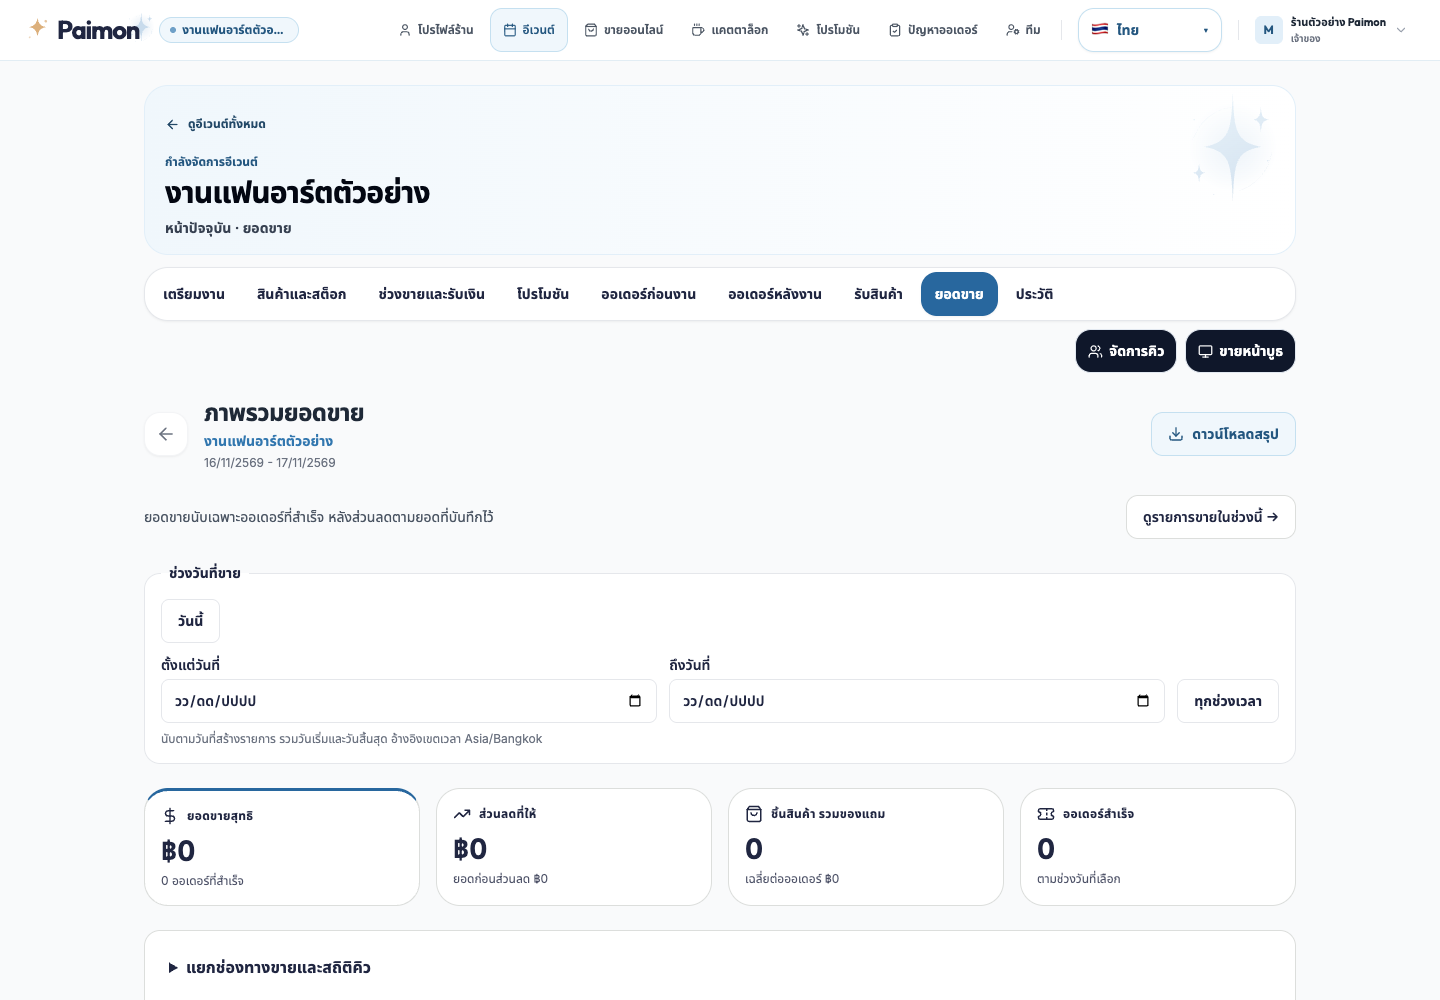 Paimon
งานแฟนอาร์ตตัวอ...
โปรไฟล์ร้าน
อีเวนต์
ขายออนไลน์
แคตตาล็อก
โปรโมชัน
ปัญหาออเดอร์
ทีม
ไทย
M
ร้านตัวอย่าง Paimon
เจ้าของ
ดูอีเวนต์ทั้งหมด
กำลังจัดการอีเวนต์
งานแฟนอาร์ตตัวอย่าง
หน้าปัจจุบัน · ยอดขาย
เตรียมงาน
สินค้าและสต็อก
ช่วงขายและรับเงิน
โปรโมชัน
ออเดอร์ก่อนงาน
ออเดอร์หลังงาน
รับสินค้า
ยอดขาย
ประวัติ
จัดการคิว
ขายหน้าบูธ
ภาพรวมยอดขาย
งานแฟนอาร์ตตัวอย่าง
16/11/2569 - 17/11/2569
ดาวน์โหลดสรุป
ยอดขายนับเฉพาะออเดอร์ที่สำเร็จ หลังส่วนลดตามยอดที่บันทึกไว้
ดูรายการขายในช่วงนี้ →
ช่วงวันที่ขาย
วันนี้
ตั้งแต่วันที่
ถึงวันที่
วว/ดด/ปปปป
วว/ดด/ปปปป
ทุกช่วงเวลา
นับตามวันที่สร้างรายการ รวมวันเริ่มและวันสิ้นสุด อ้างอิงเขตเวลา Asia/Bangkok
ยอดขายสุทธิ
฿0
0 ออเดอร์ที่สำเร็จ
ส่วนลดที่ให้
฿0
ยอดก่อนส่วนลด ฿0
ชิ้นสินค้า รวมของแถม
0
เฉลี่ยต่อออเดอร์ ฿0
ออเดอร์สำเร็จ
0
ตามช่วงวันที่เลือก
แยกช่องทางขายและสถิติคิว